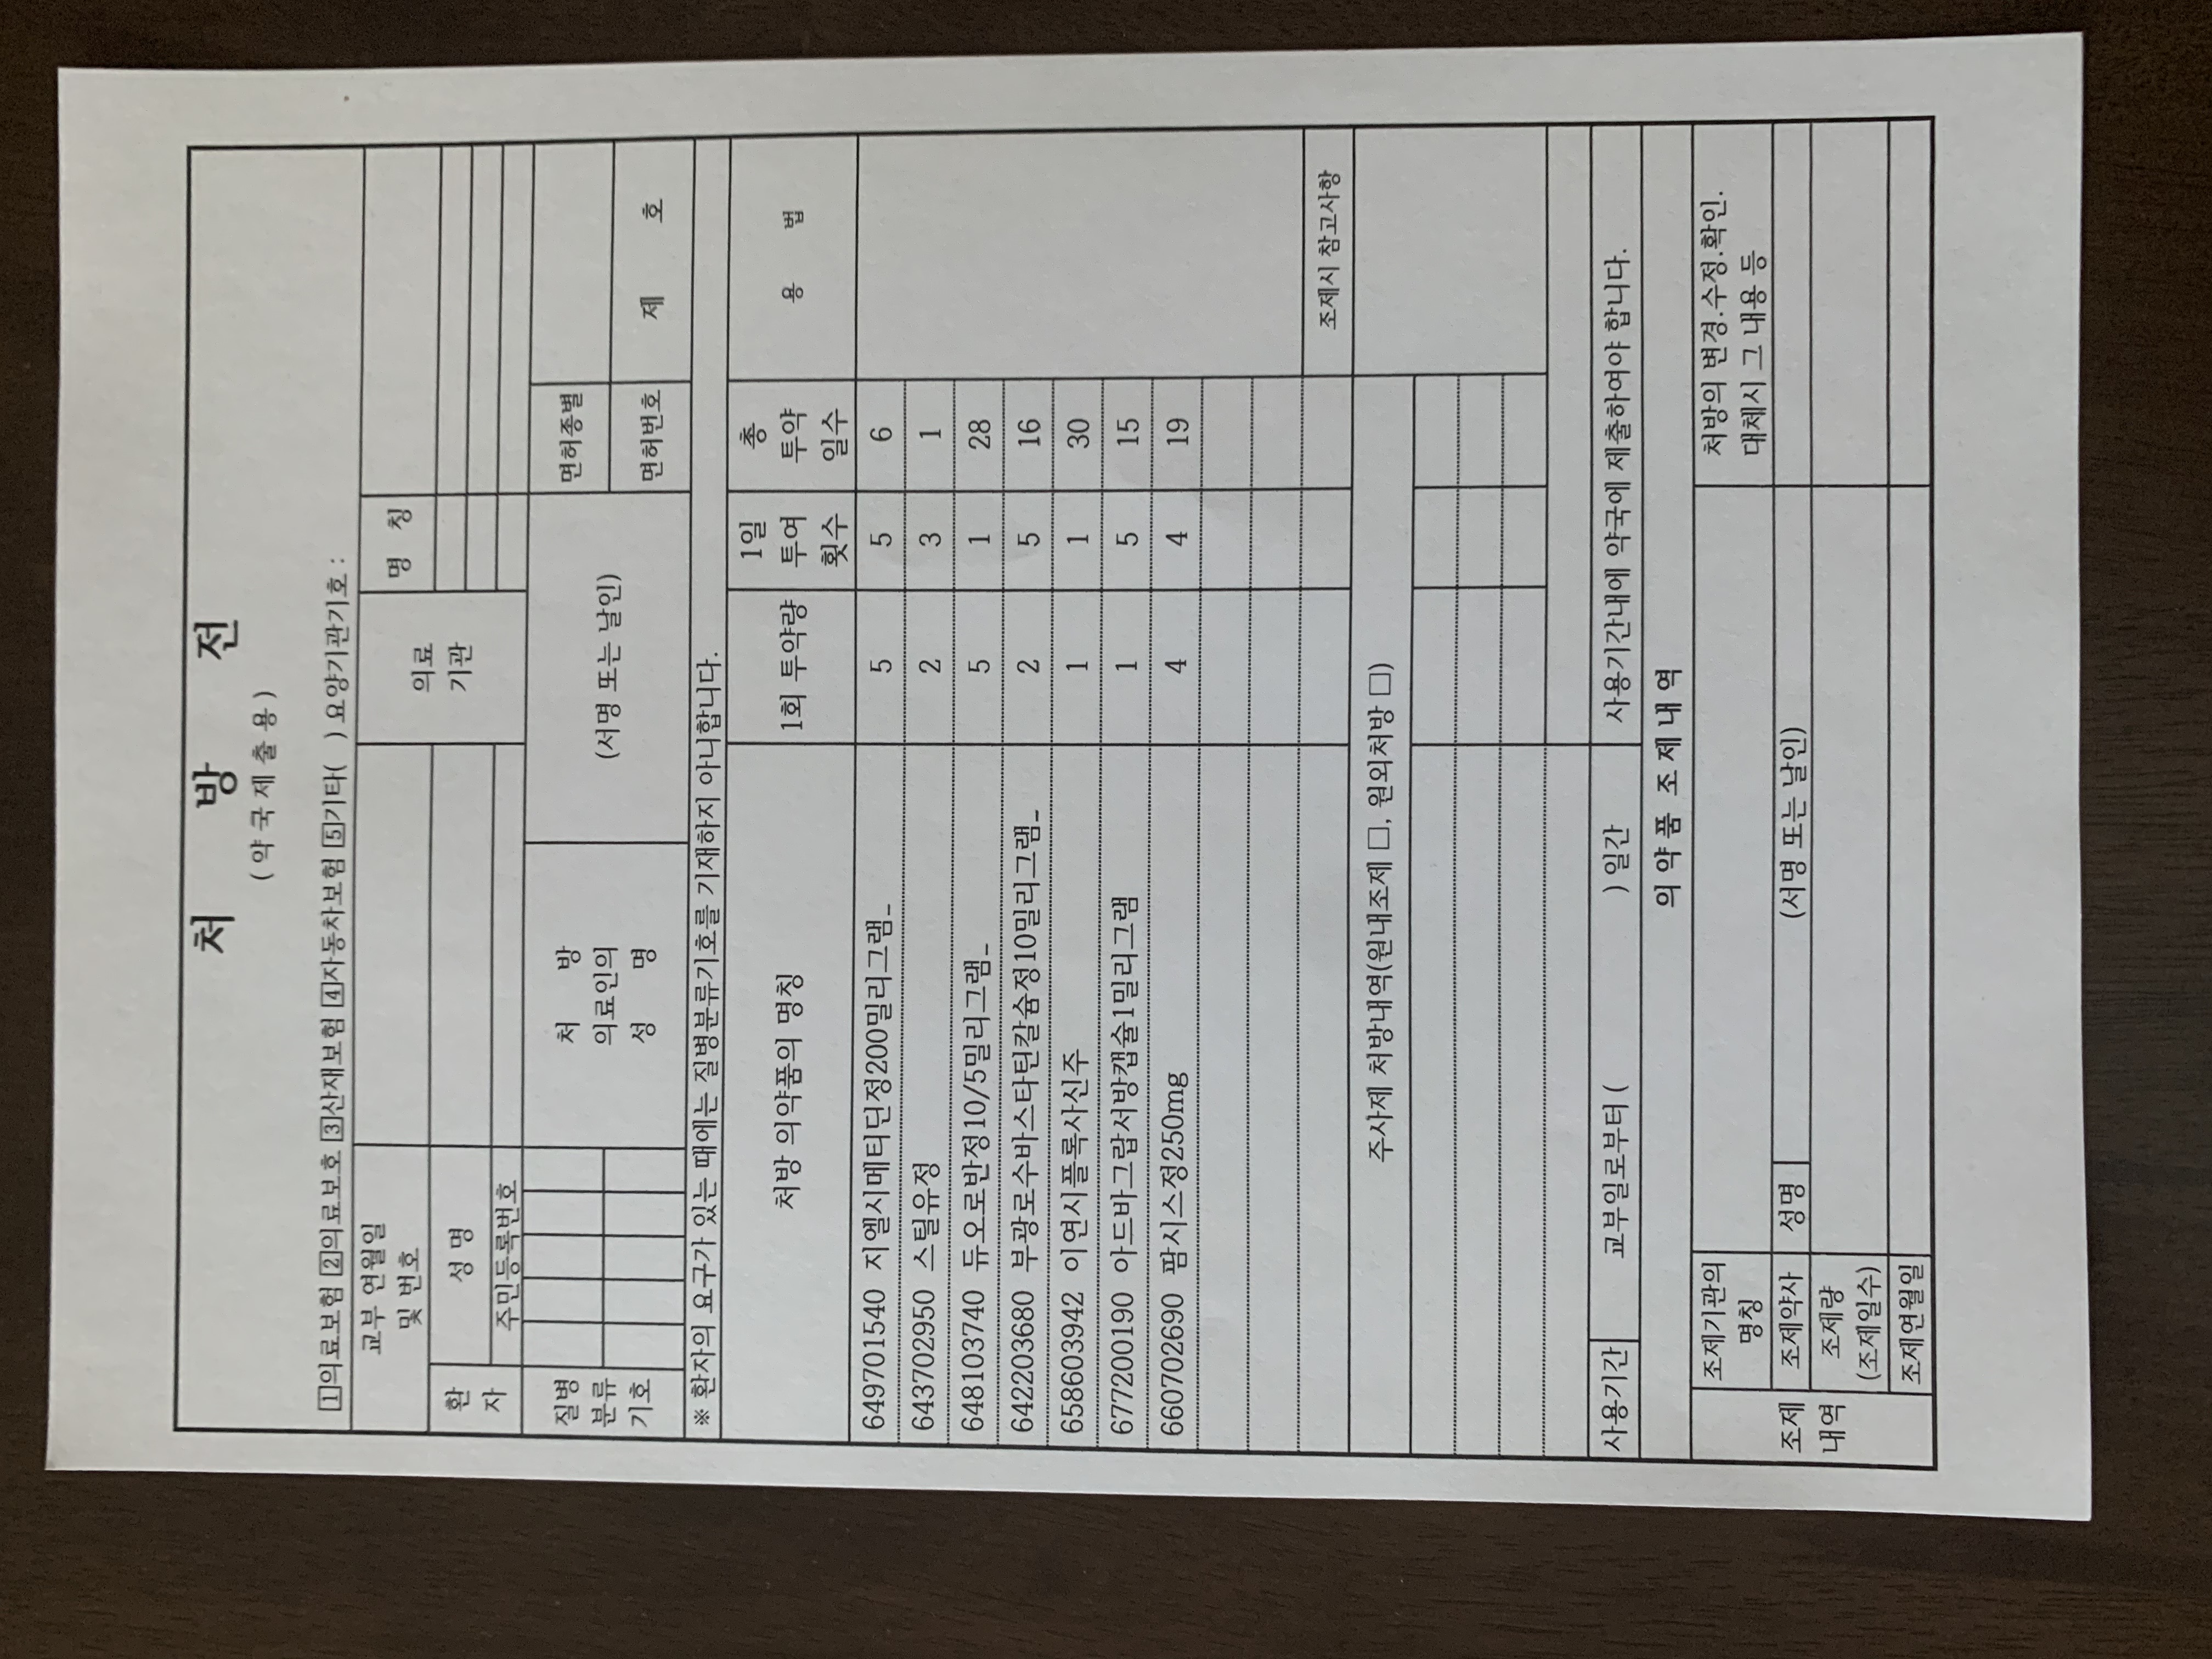 처 방 전
(약국제출용)
1의료보험 2의료보호 3산재보험 4자동차보험 5기타( ) 요양기관기호 :
교부 연월일
및 번호
의료
기관
명 칭
환
자
성 명
주민등록번호
질병
분류
기호
처 방
의료인의
성 명
(서명 또는 날인)
면허종별
면허번호
제 호
※ 환자의 요구가 있는 때에는 질병분류기호를 기재하지 아니합니다.
처방 의약품의 명칭
1회 투약량
1일
투여
횟수
총
투약
일수
용 법
649701540 지엘시메티딘정200밀리그램_ 5 5 6
643702950 스틸유정 2 3 1
648103740 듀오로반정10/5밀리그램_ 5 1 28
642203680 부광로수바스타틴칼슘정10밀리그램_ 2 5 16
658603942 이연시플록사신주 1 1 30
677200190 아드바그랍서방캡슐1밀리그램 1 5 15
660702690 팜시스정250mg 4 4 19
조제시 참고사항
주사제 처방내역(원내조제 □, 원외처방 □)
사용기간 교부일로부터 ( ) 일간 사용기간내에 약국에 제출하여야 합니다.
의약품 조제내역
조제
내역
조제기관의
명칭
처방의 변경.수정.확인.
대체시 그 내용 등
조제약사 성명 (서명 또는 날인)
조제량
(조제일수)
조제연월일